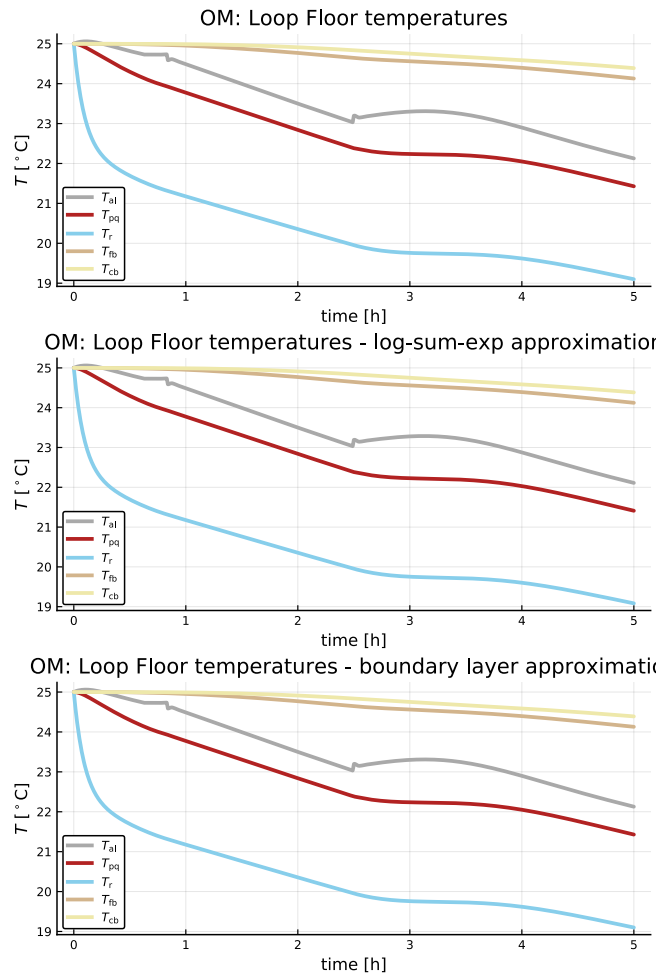 OM: Loop Floor temperatures
T [°C]
25
24
23
22
21
20
19
T_al
T_pq
T_r
T_fb
T_cb
0
1
2
3
4
5
time [h]
OM: Loop Floor temperatures - log-sum-exp approximation
T [°C]
25
24
23
22
21
20
19
T_al
T_pq
T_r
T_fb
T_cb
0
1
2
3
4
5
time [h]
OM: Loop Floor temperatures - boundary layer approximatio
T [°C]
25
24
23
22
21
20
19
T_al
T_pq
T_r
T_fb
T_cb
0
1
2
3
4
5
time [h]